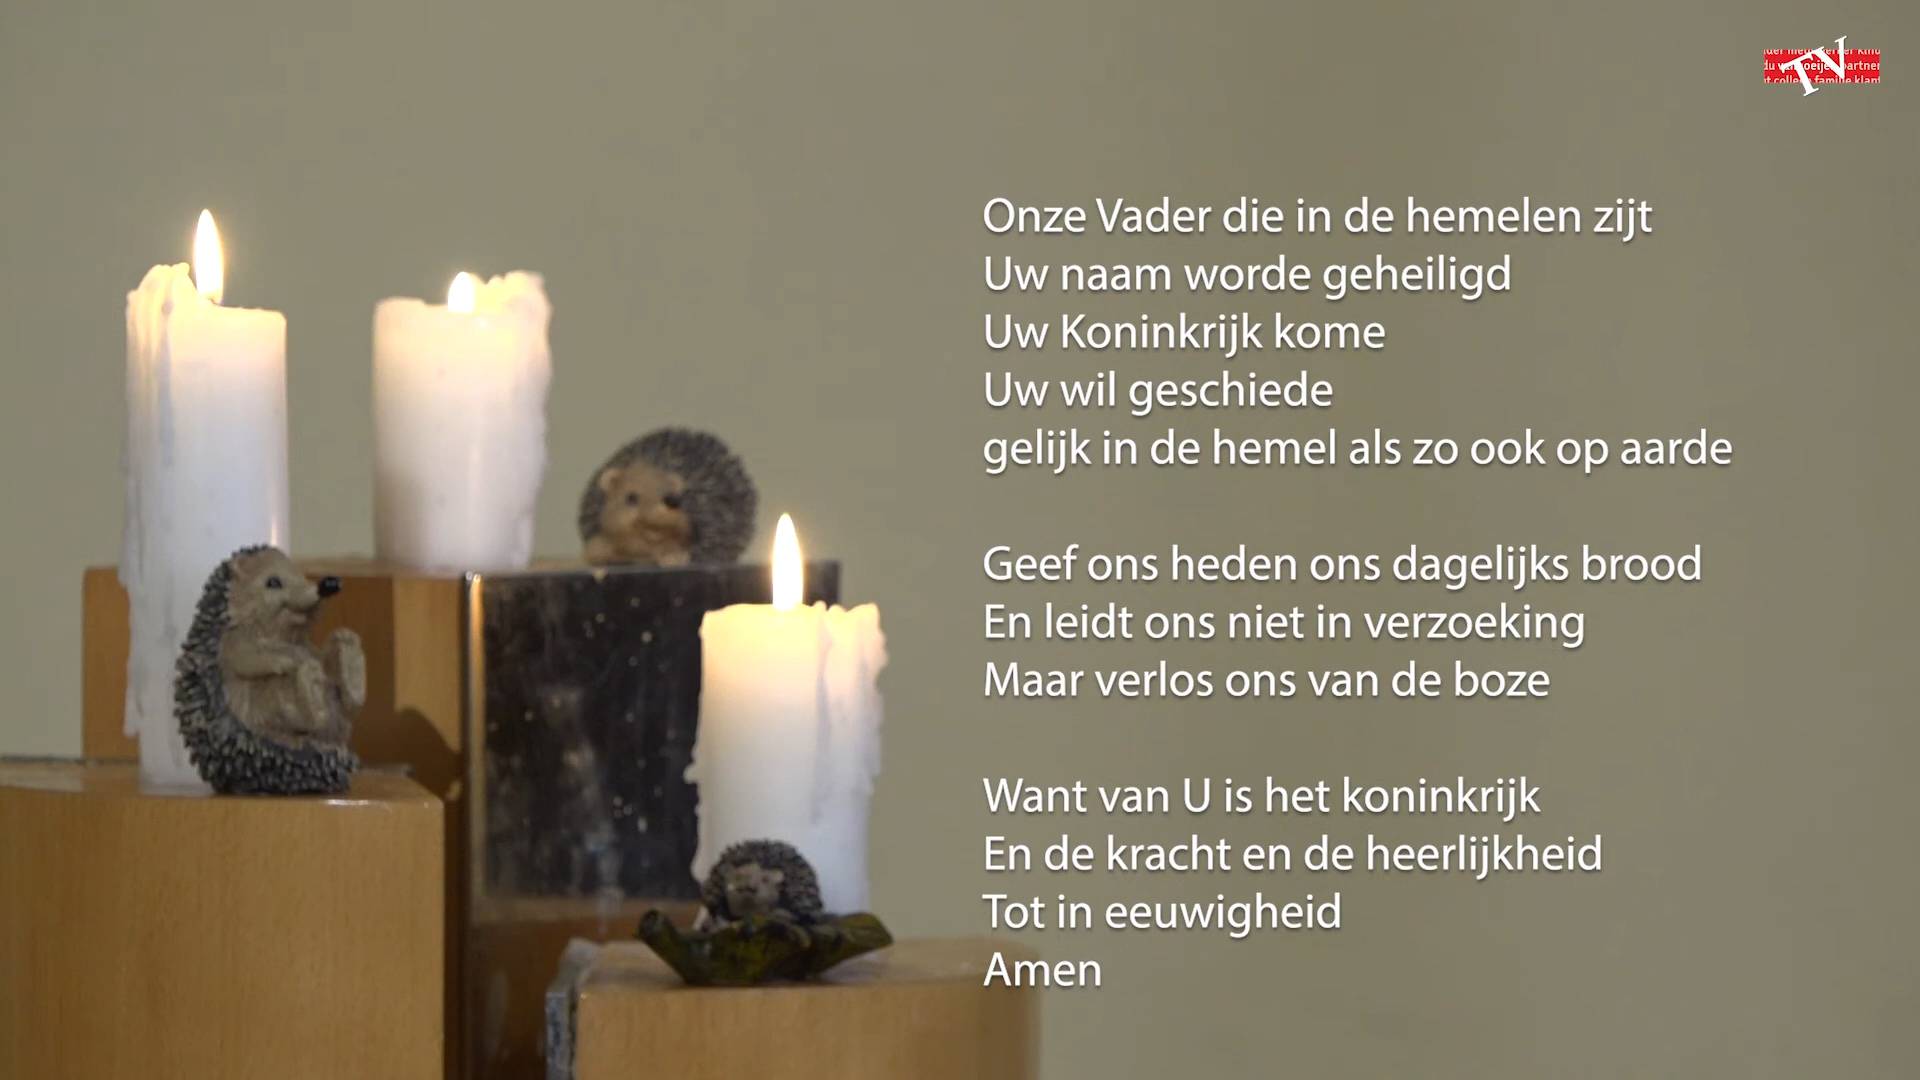 TV
Onze Vader die in de hemelen zijt
Uw naam worde geheiligd
Uw Koninkrijk kome
Uw wil geschiede
gelijk in de hemel als zo ook op aarde
Geef ons heden ons dagelijks brood
En leidt ons niet in verzoeking
Maar verlos ons van de boze
Want van U is het koninkrijk
En de kracht en de heerlijkheid
Tot in eeuwigheid
Amen